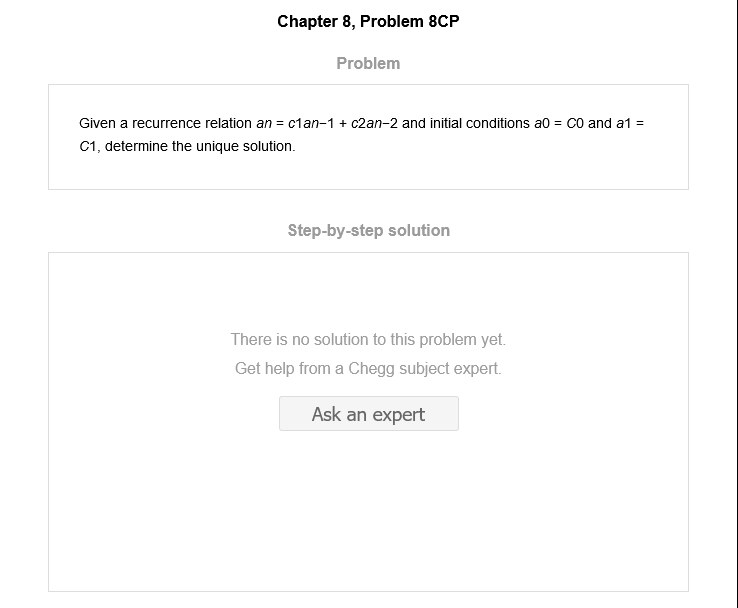 Chapter 8, Problem 8CP
Problem
Given a recurrence relation an = c1an−1 + c2an−2 and initial conditions a0 = C0 and a1 =
C1, determine the unique solution.
Step-by-step solution
There is no solution to this problem yet.
Get help from a Chegg subject expert.
Ask an expert